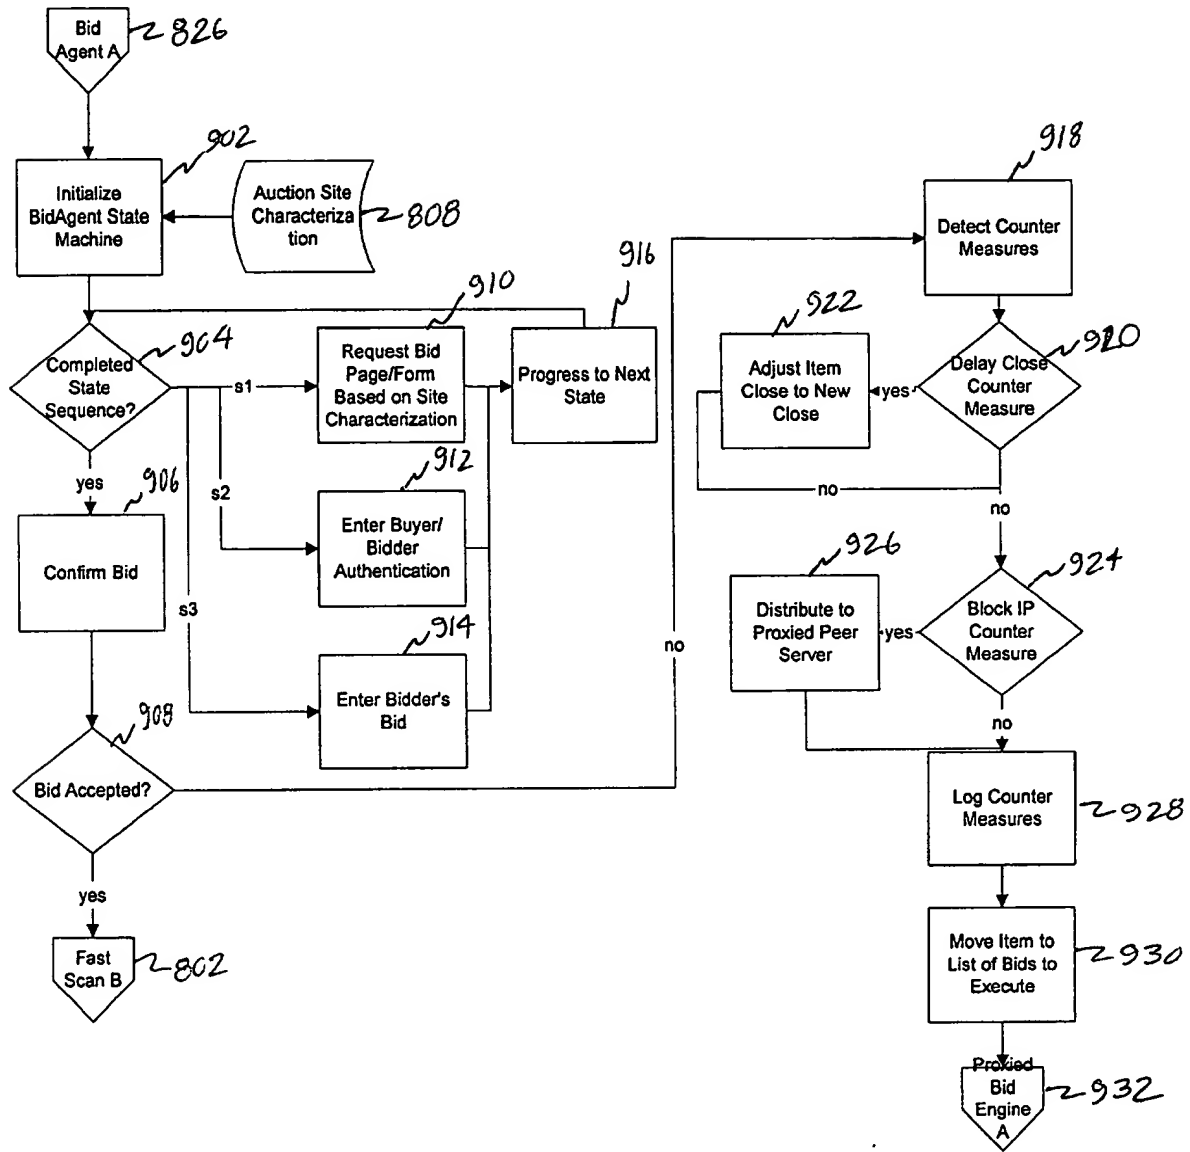 Bid
Agent A
826
902
Initialize
BidAgent State
Machine
Auction Site
Characteriza
tion
808
904
Completed
State
Sequence?
s1
s2
s3
910
Request Bid
Page/Form
Based on Site
Characterization
916
Progress to Next
State
912
Enter Buyer/
Bidder
Authentication
914
Enter Bidder's
Bid
yes
906
Confirm Bid
908
Bid Accepted?
no
yes
Fast
Scan B
802
918
Detect Counter
Measures
920
Delay Close
Counter
Measure
yes
922
Adjust Item
Close to New
Close
no
no
924
Block IP
Counter
Measure
yes
926
Distribute to
Proxied Peer
Server
no
Log Counter
Measures
928
Move Item to
List of Bids to
Execute
930
Proxied
Bid
Engine
A
932